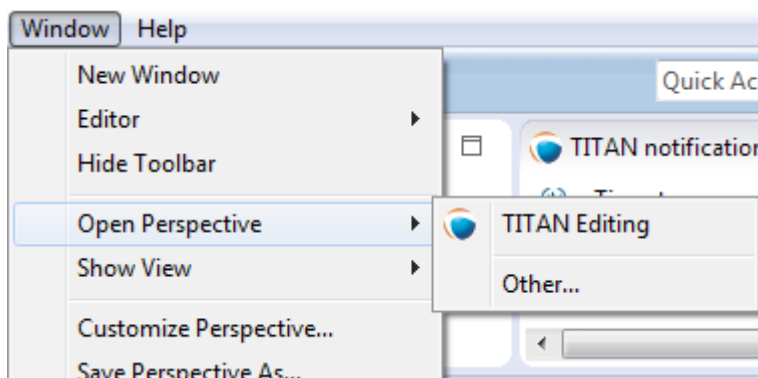 Window Help
New Window
Quick Ac
Editor
TITAN notification
Hide Toolbar
Open Perspective
TITAN Editing
Show View
Other...
Customize Perspective...
Save Perspective As...